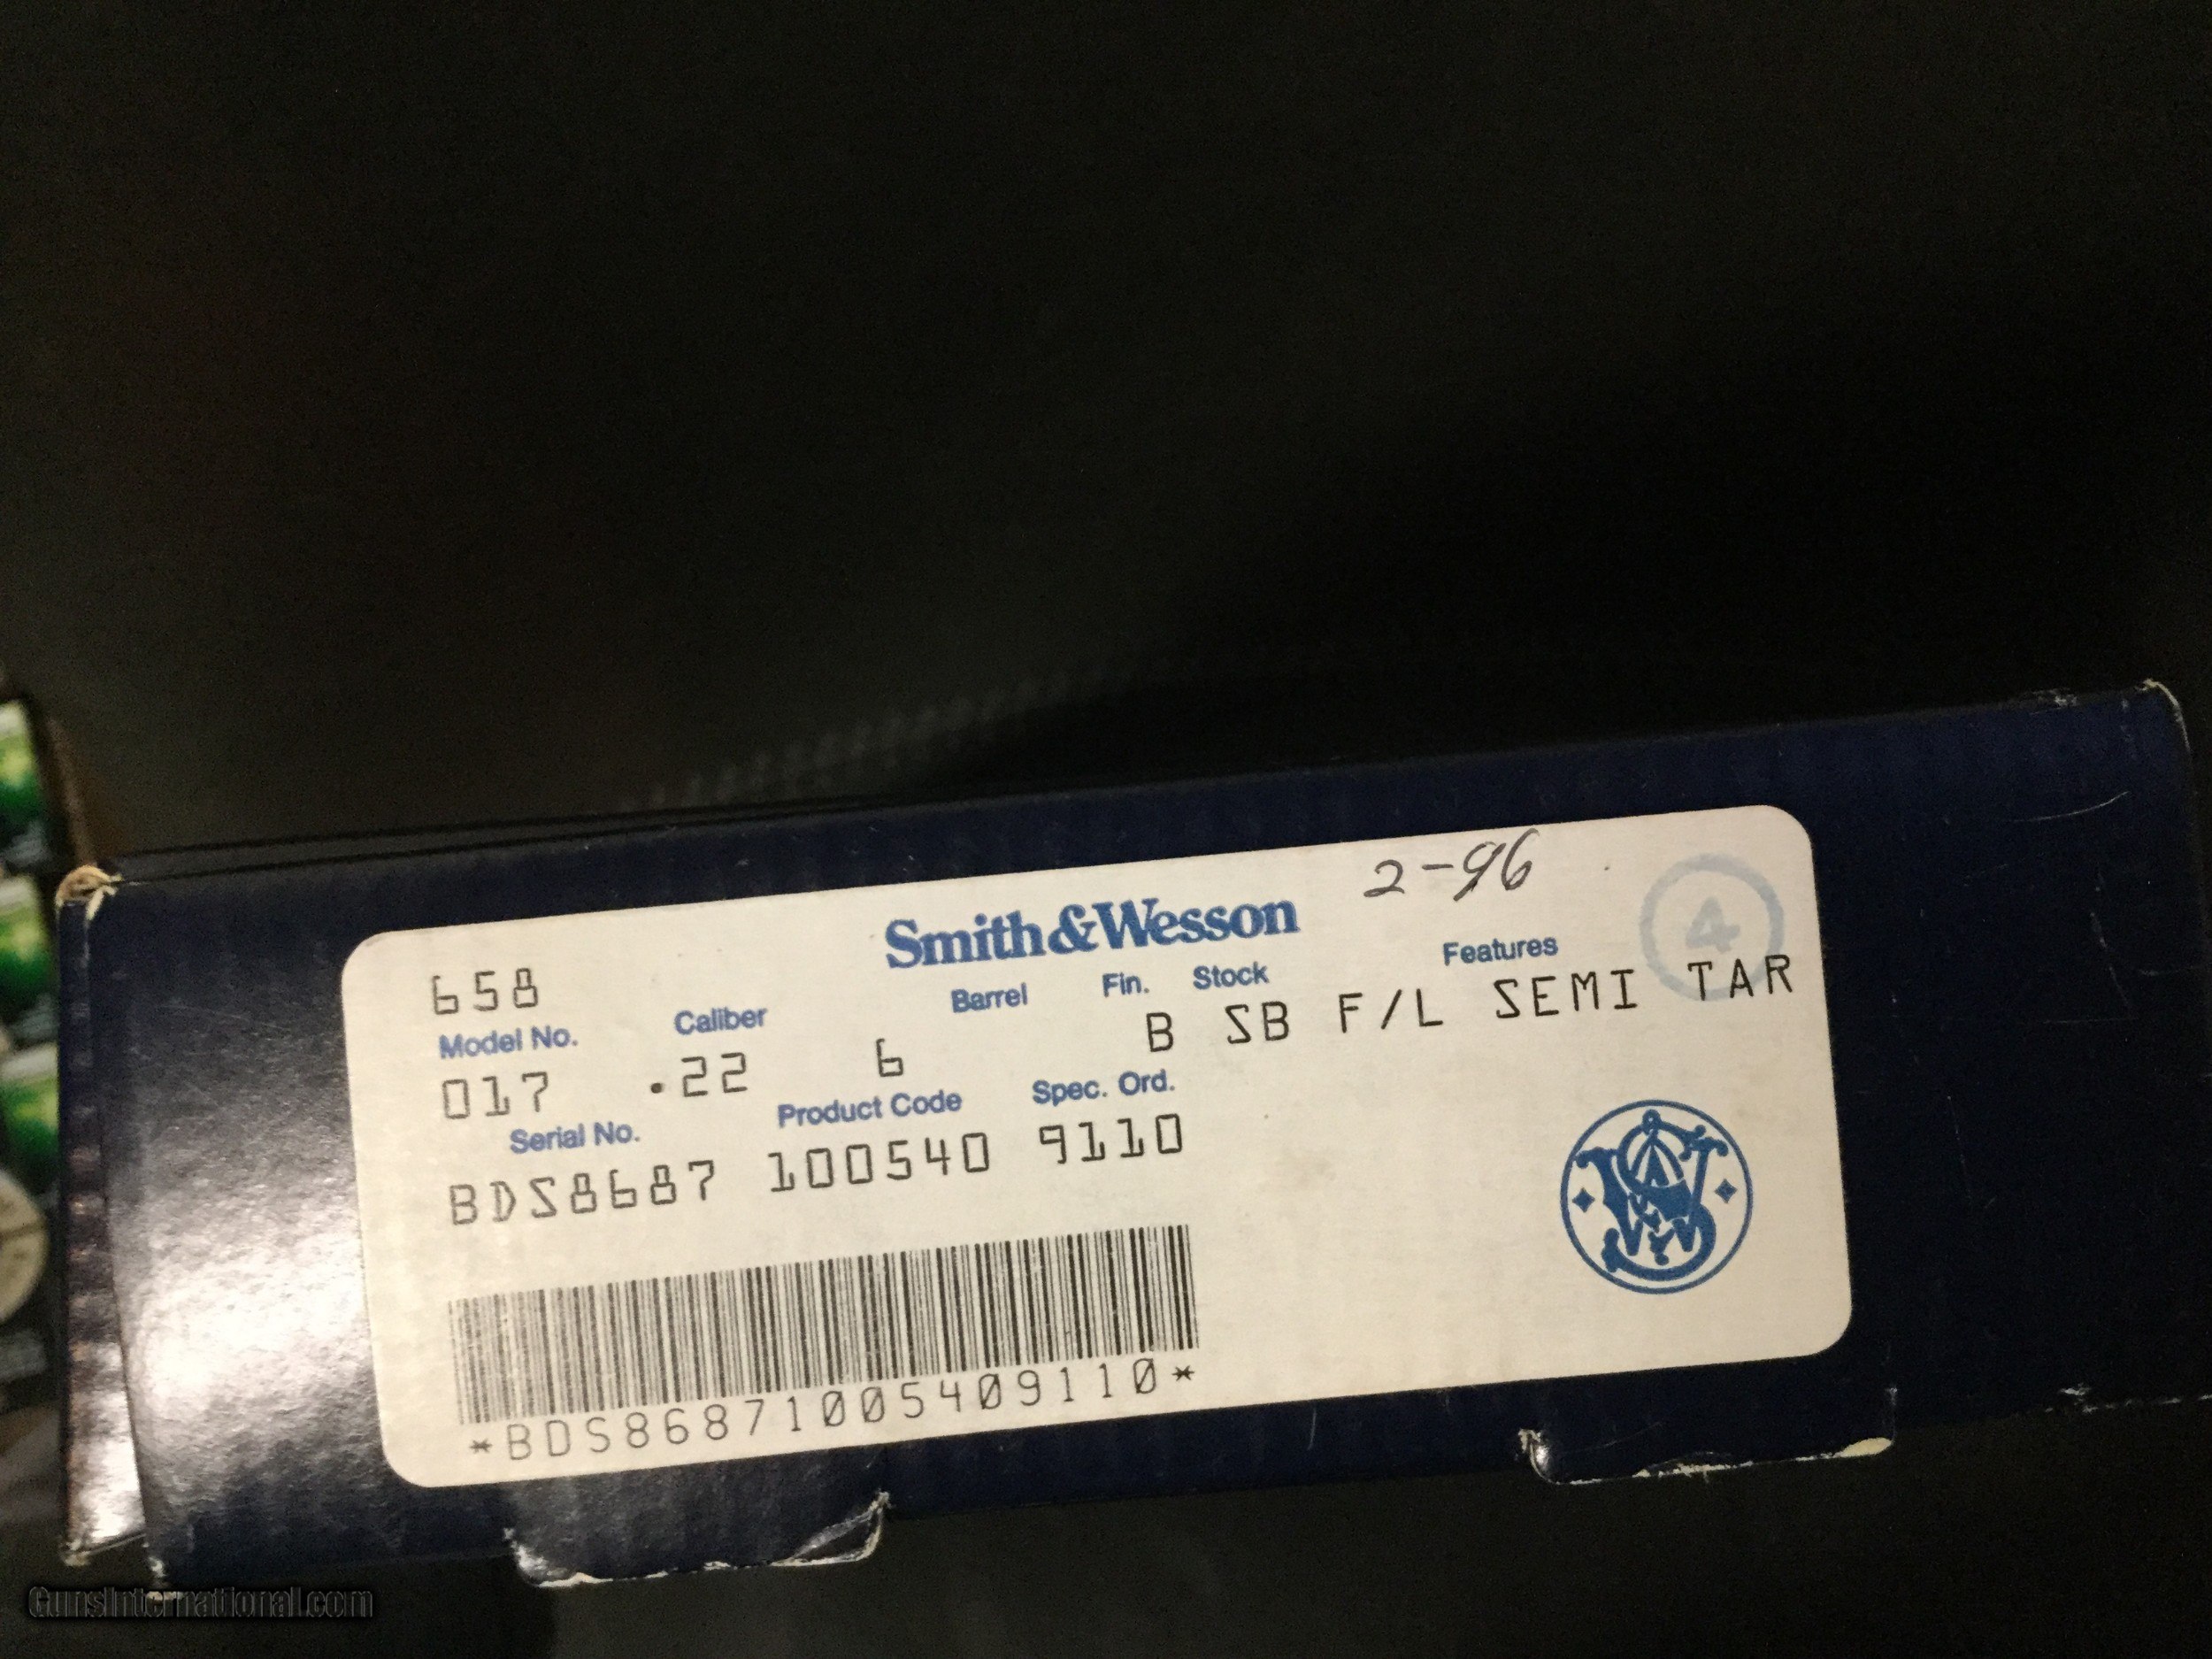 2-96
Smith & Wesson
4
658
Model No. Caliber Barrel Fin. Stock Features
017 .22 6 B SB F/L SEMI TAR
Serial No. Product Code Spec. Ord.
BDS8687 100540 9110
*BDS86871005409110*
GunsInternational.com